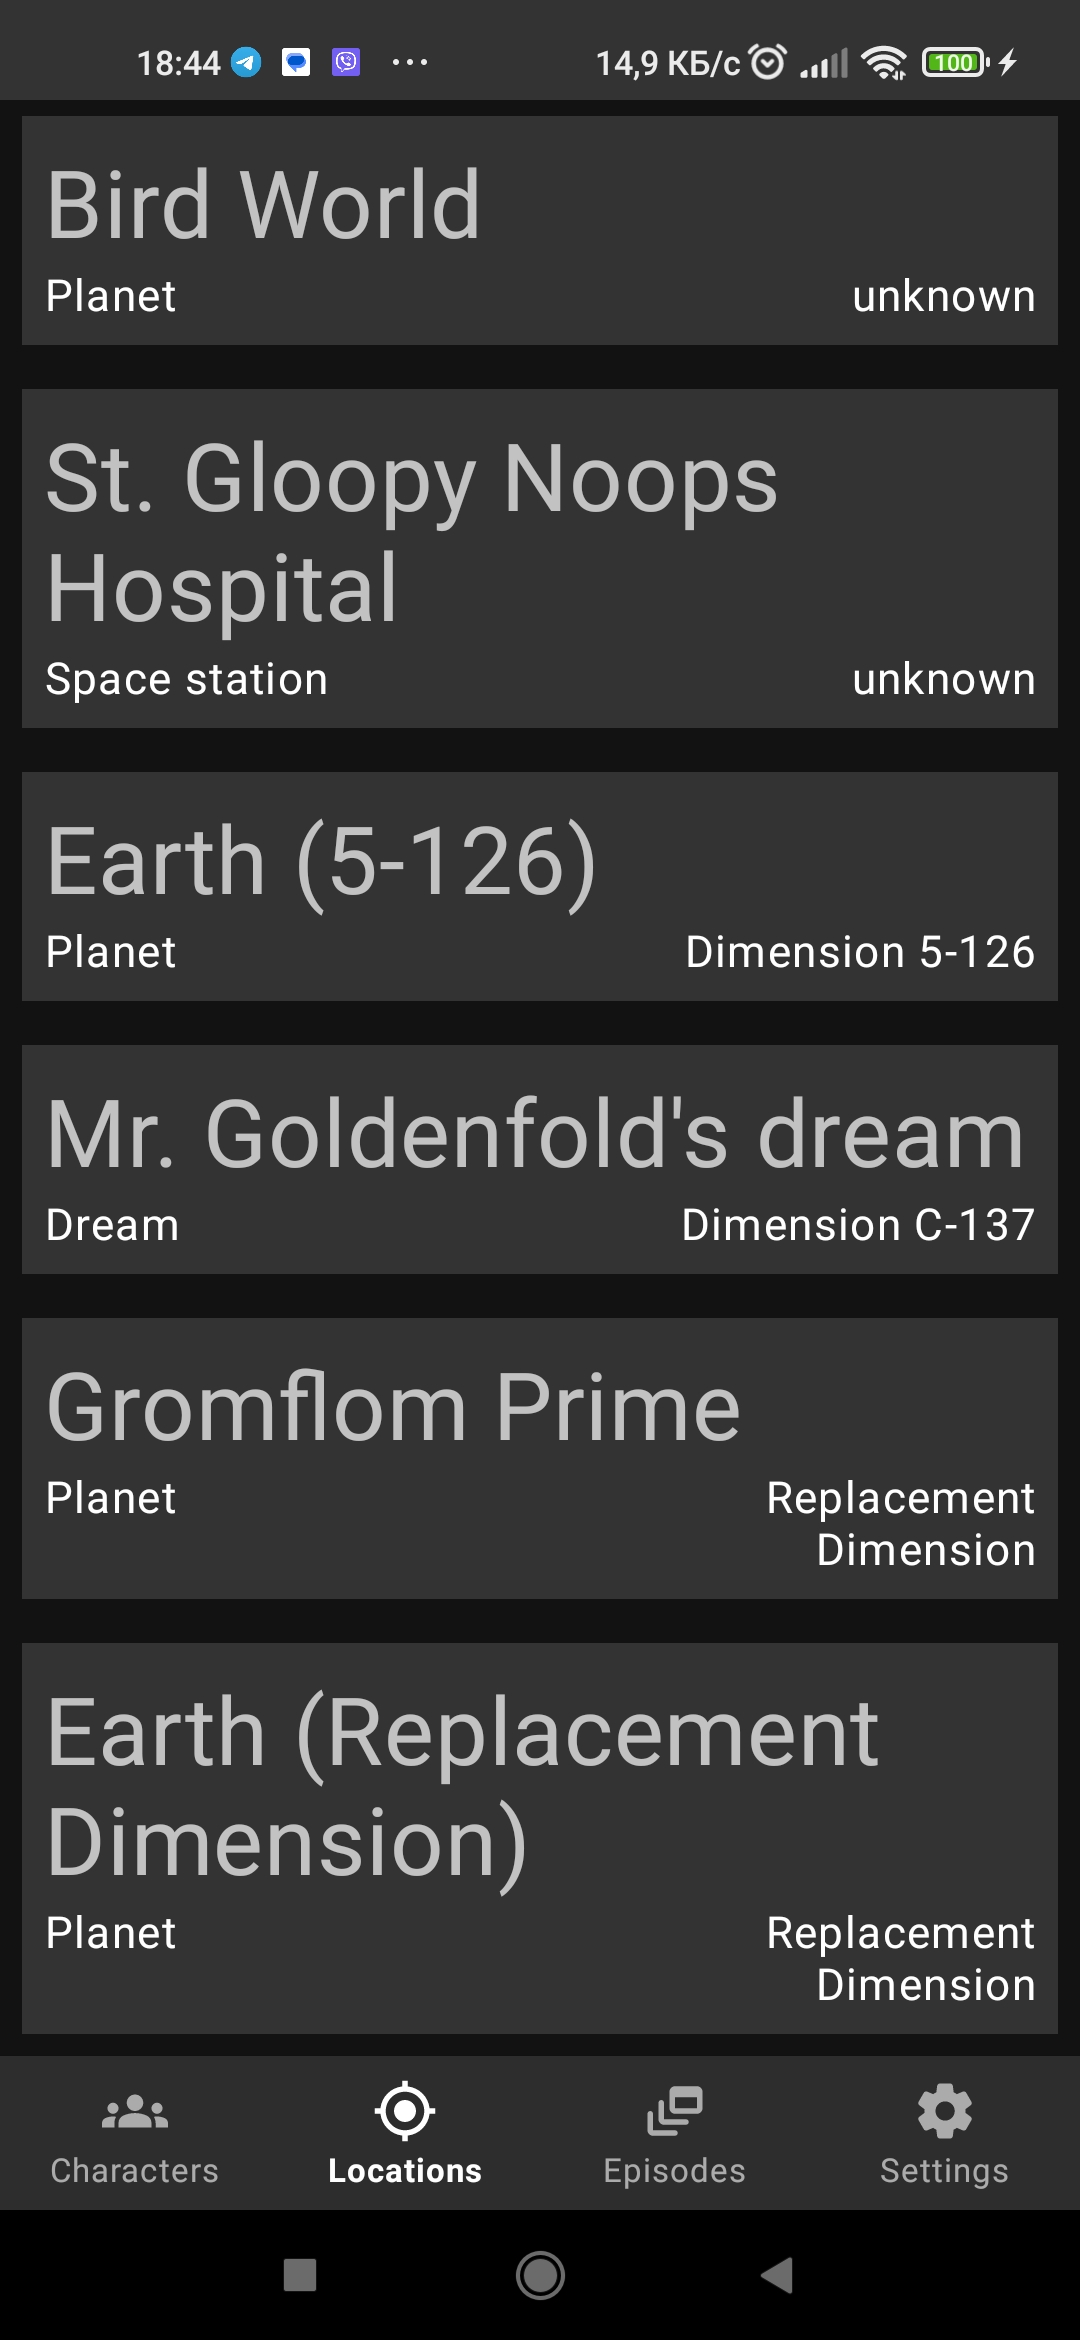 18:44 ... 14,9 КБ/с 100
Bird World
Planet unknown
St. Gloopy Noops
Hospital
Space station unknown
Earth (5-126)
Planet Dimension 5-126
Mr. Goldenfold's dream
Dream Dimension C-137
Gromflom Prime
Planet Replacement
Dimension
Earth (Replacement
Dimension)
Planet Replacement
Dimension
Characters Locations Episodes Settings